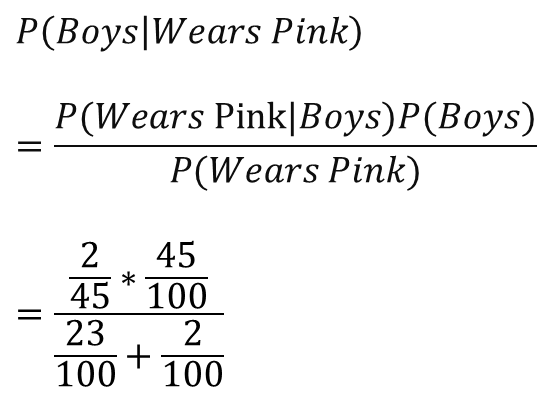 P(Boys|Wears Pink)
= P(Wears Pink|Boys)P(Boys)
P(Wears Pink)
= 2/45 * 45/100
23/100 + 2/100